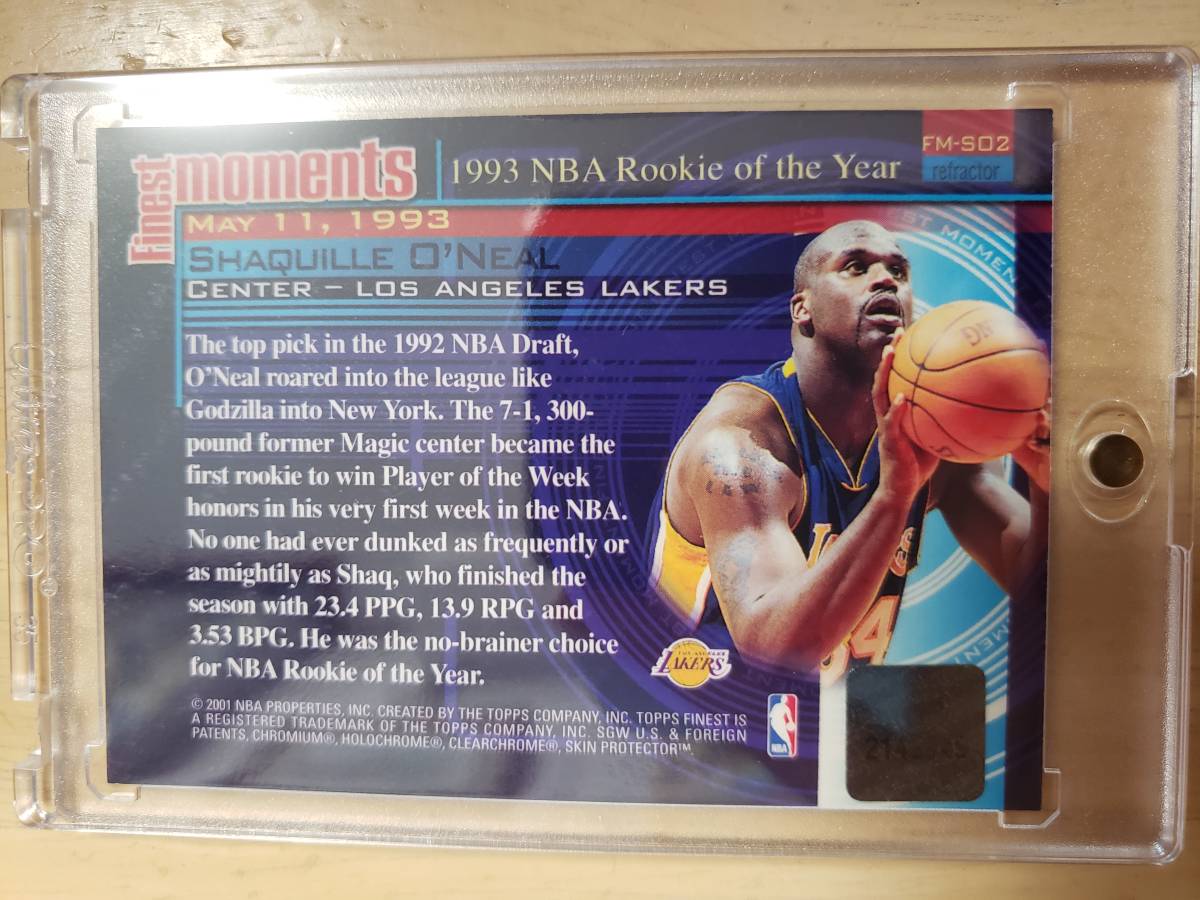 finest moments
1993 NBA Rookie of the Year
FM-SO2
refractor
MAY 11, 1993
SHAQUILLE O'NEAL
CENTER – LOS ANGELES LAKERS
The top pick in the 1992 NBA Draft,
O'Neal roared into the league like
Godzilla into New York. The 7-1, 300-
pound former Magic center became the
first rookie to win Player of the Week
honors in his very first week in the NBA.
No one had ever dunked as frequently or
as mightily as Shaq, who finished the
season with 23.4 PPG, 13.9 RPG and
3.53 BPG. He was the no-brainer choice
for NBA Rookie of the Year.
LOS ANGELES
LAKERS
34
© 2001 NBA PROPERTIES, INC. CREATED BY THE TOPPS COMPANY, INC. TOPPS FINEST IS
A REGISTERED TRADEMARK OF THE TOPPS COMPANY, INC. SGW U.S. & FOREIGN
PATENTS, CHROMIUM®, HOLOCHROME®, CLEARCHROME®, SKIN PROTECTOR™.
NBA